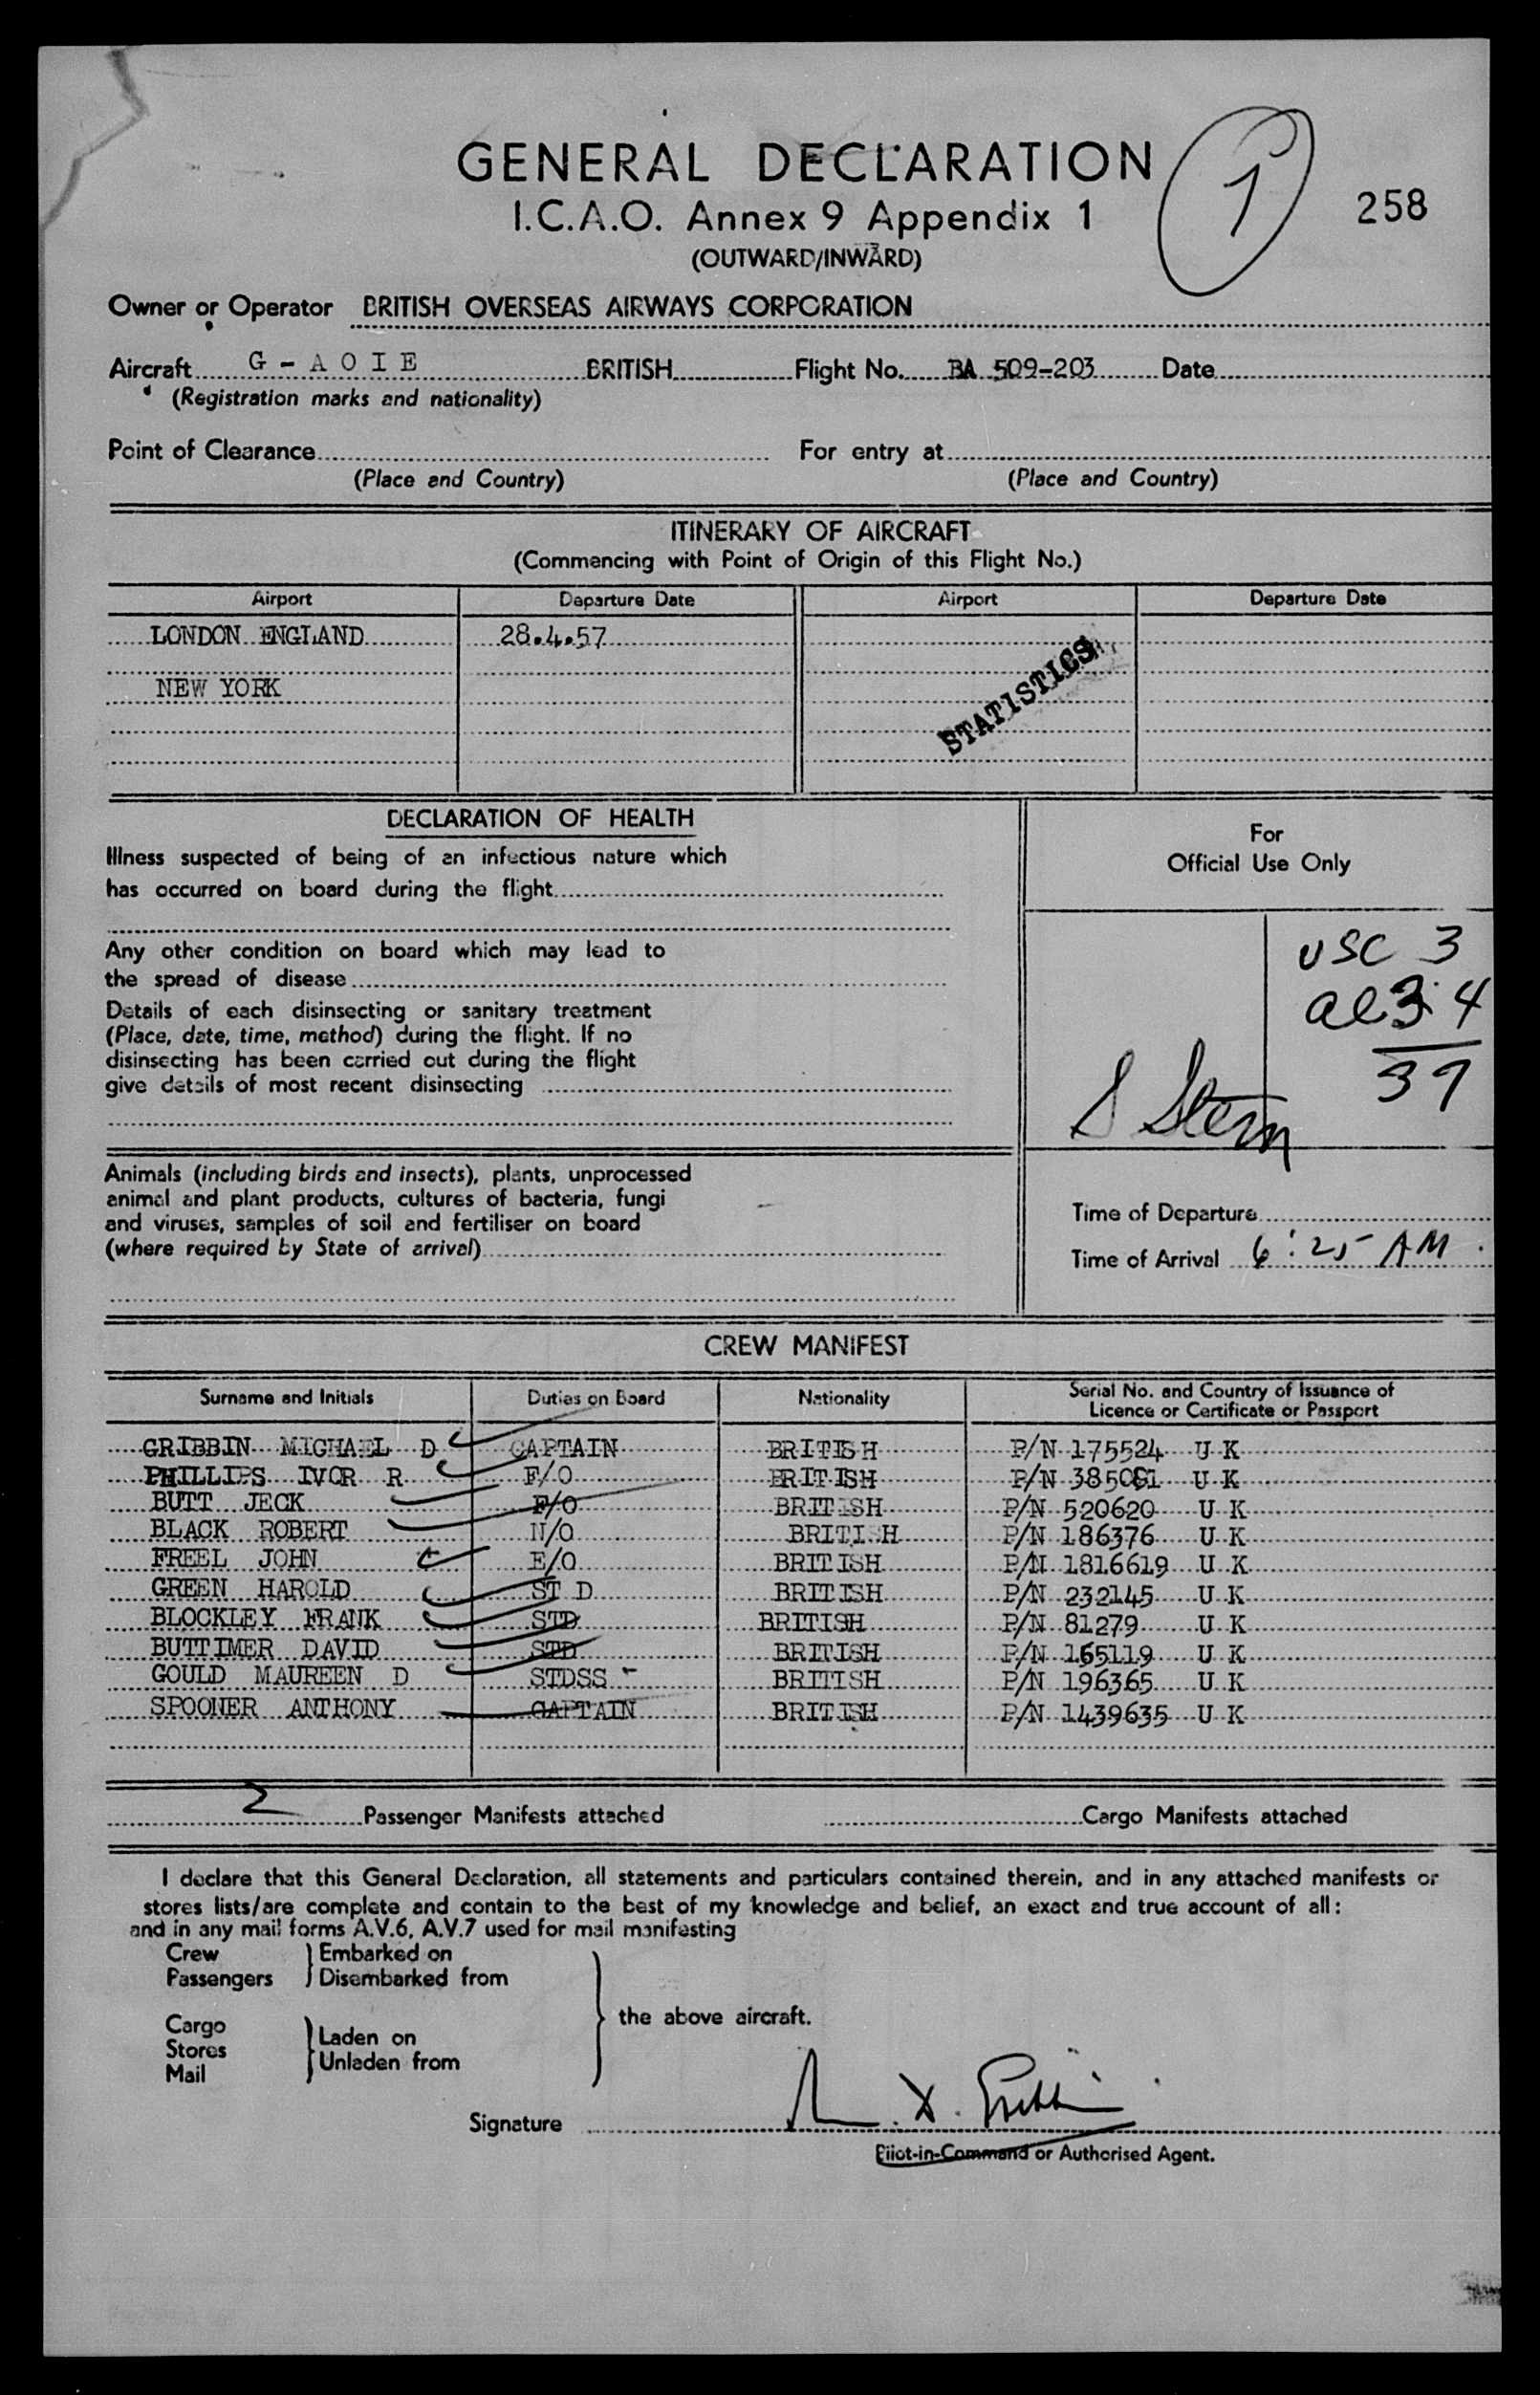 GENERAL DECLARATION
1
258
I.C.A.O. Annex 9 Appendix 1
(OUTWARD/INWARD)
Owner or Operator BRITISH OVERSEAS AIRWAYS CORPORATION
Aircraft G - A O I E BRITISH Flight No. BA 509-203 Date
(Registration marks and nationality)
Point of Clearance For entry at
(Place and Country) (Place and Country)
ITINERARY OF AIRCRAFT
(Commencing with Point of Origin of this Flight No.)
Airport Departure Date Airport Departure Date
LONDON ENGLAND 28.4.57
NEW YORK
STATISTICS
DECLARATION OF HEALTH
Illness suspected of being of an infectious nature which
has occurred on board during the flight
Any other condition on board which may lead to
the spread of disease
Details of each disinsecting or sanitary treatment
(Place, date, time, method) during the flight. If no
disinsecting has been carried out during the flight
give details of most recent disinsecting
For
Official Use Only
USC 3
al 34
37
S Stern
Animals (including birds and insects), plants, unprocessed
animal and plant products, cultures of bacteria, fungi
and viruses, samples of soil and fertiliser on board
(where required by State of arrival)
Time of Departure
Time of Arrival 6:25 AM.
CREW MANIFEST
Surname and Initials Duties on Board Nationality Serial No. and Country of Issuance of
Licence or Certificate or Passport
GRIBBIN MICHAEL D CAPTAIN BRITISH P/N 175524 U K
PHILLIPS IVOR R F/O BRITISH P/N 385081 U K
BUTT JECK F/O BRITISH P/N 520620 U K
BLACK ROBERT N/O BRITI H P/N 186376 U K
FREEL JOHN E/O BRITISH P/N 1816619 U K
GREEN HAROLD ST D BRITISH P/N 232145 U K
BLOCKLEY FRANK STD BRITISH P/N 81279 U K
BUTTIMER DAVID STD BRITISH P/N 165119 U K
GOULD MAUREEN D STDSS BRITISH P/N 196365 U K
SPOONER ANTHONY CAPTAIN BRITISH P/N 1439635 U K
2 Passenger Manifests attached Cargo Manifests attached
I declare that this General Declaration, all statements and particulars contained therein, and in any attached manifests or
stores lists/are complete and contain to the best of my knowledge and belief, an exact and true account of all:
and in any mail forms A.V.6, A.V.7 used for mail manifesting
Crew Embarked on
Passengers Disembarked from
the above aircraft.
Cargo
Stores Laden on
Mail Unladen from
Signature M. D. Gribbin
Pilot-in-Command or Authorised Agent.